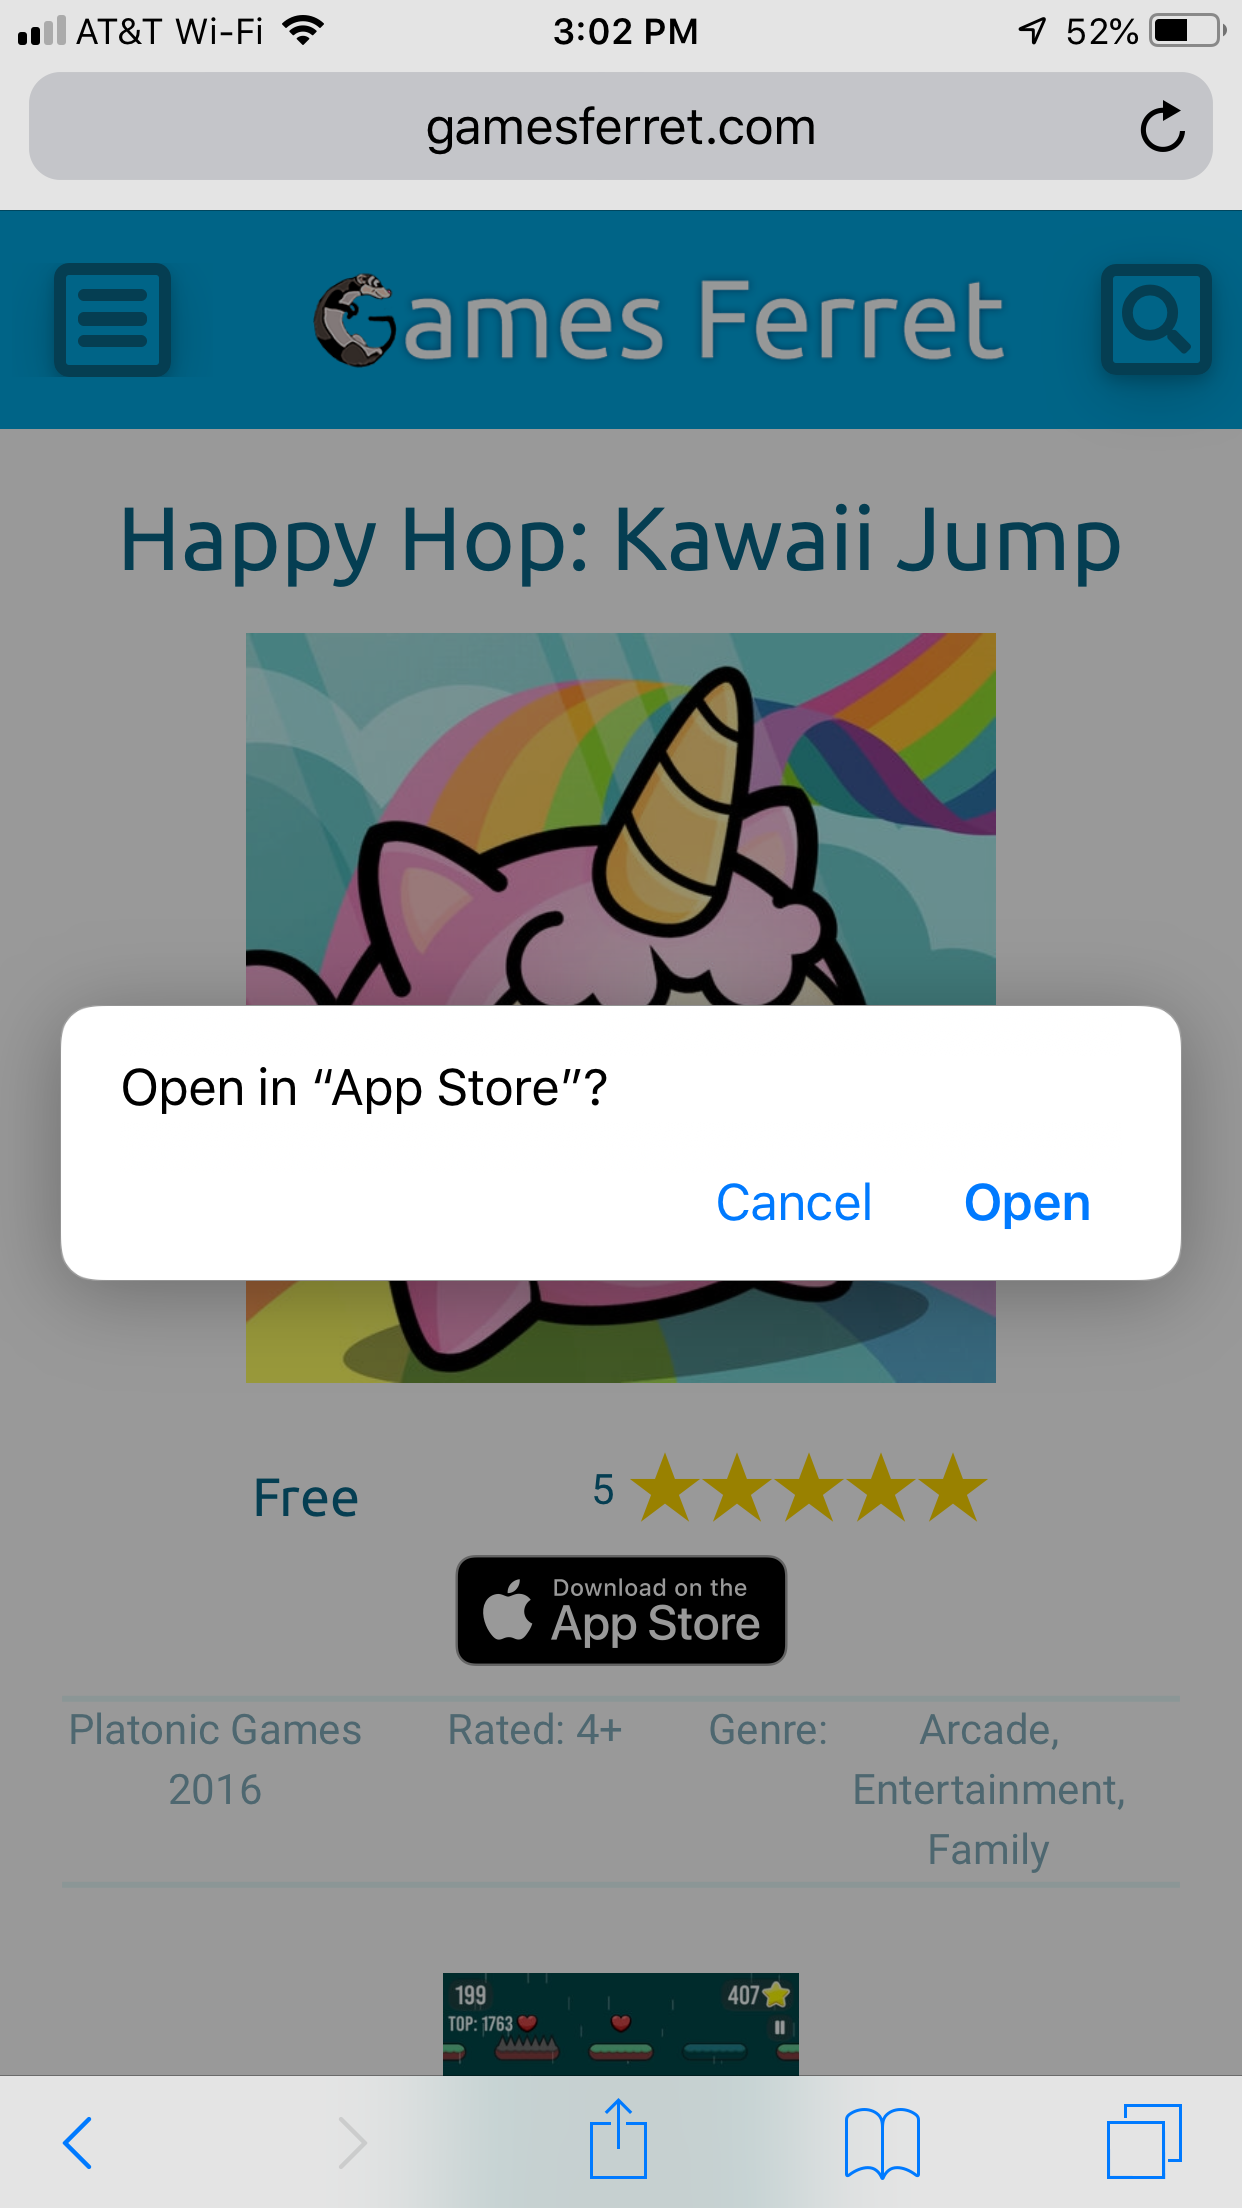 AT&T Wi-Fi 3:02 PM 52%
gamesferret.com
Games Ferret
Happy Hop: Kawaii Jump
Open in “App Store”?
Cancel Open
Free 5
Download on the
App Store
Platonic Games Rated: 4+ Genre: Arcade,
2016 Entertainment,
Family
199 407
TOP: 1763